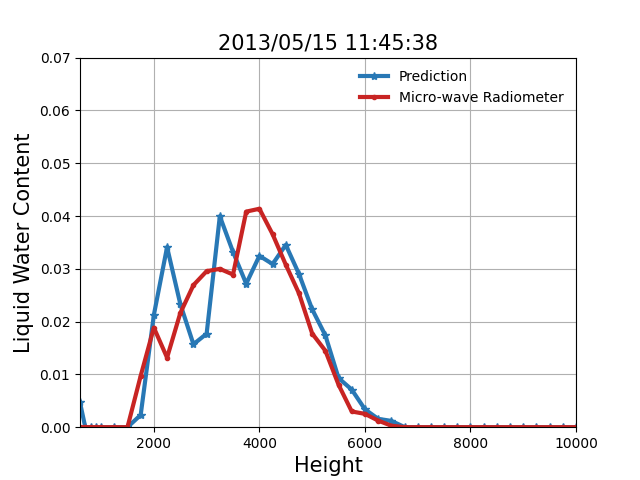 2013/05/15 11:45:38
Prediction
Micro-wave Radiometer
Liquid Water Content
0.07
0.06
0.05
0.04
0.03
0.02
0.01
0.00
2000 4000 6000 8000 10000
Height